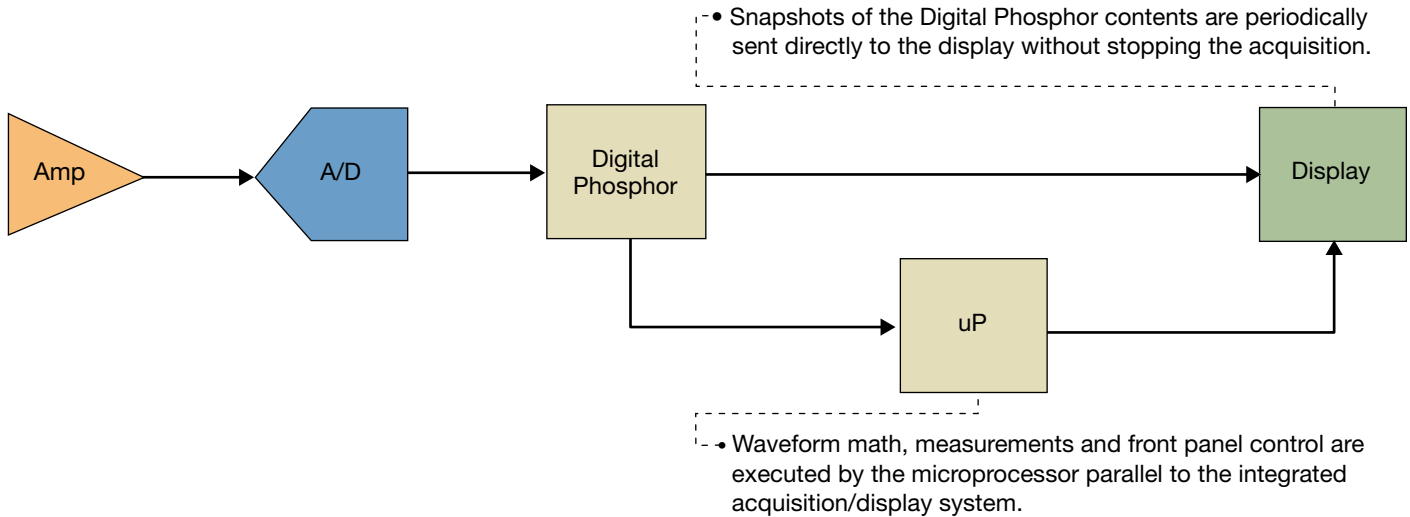 • Snapshots of the Digital Phosphor contents are periodically
sent directly to the display without stopping the acquisition.
Amp
A/D
Digital
Phosphor
Display
uP
• Waveform math, measurements and front panel control are
executed by the microprocessor parallel to the integrated
acquisition/display system.